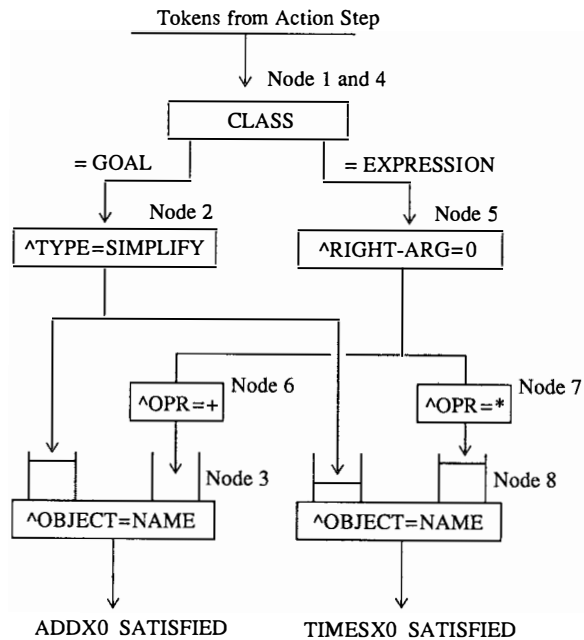 Tokens from Action Step
Node 1 and 4
CLASS
= GOAL
= EXPRESSION
Node 2
Node 5
^TYPE=SIMPLIFY
^RIGHT-ARG=0
Node 6
Node 7
^OPR=+
^OPR=*
Node 3
Node 8
^OBJECT=NAME
^OBJECT=NAME
ADDX0 SATISFIED
TIMESX0 SATISFIED